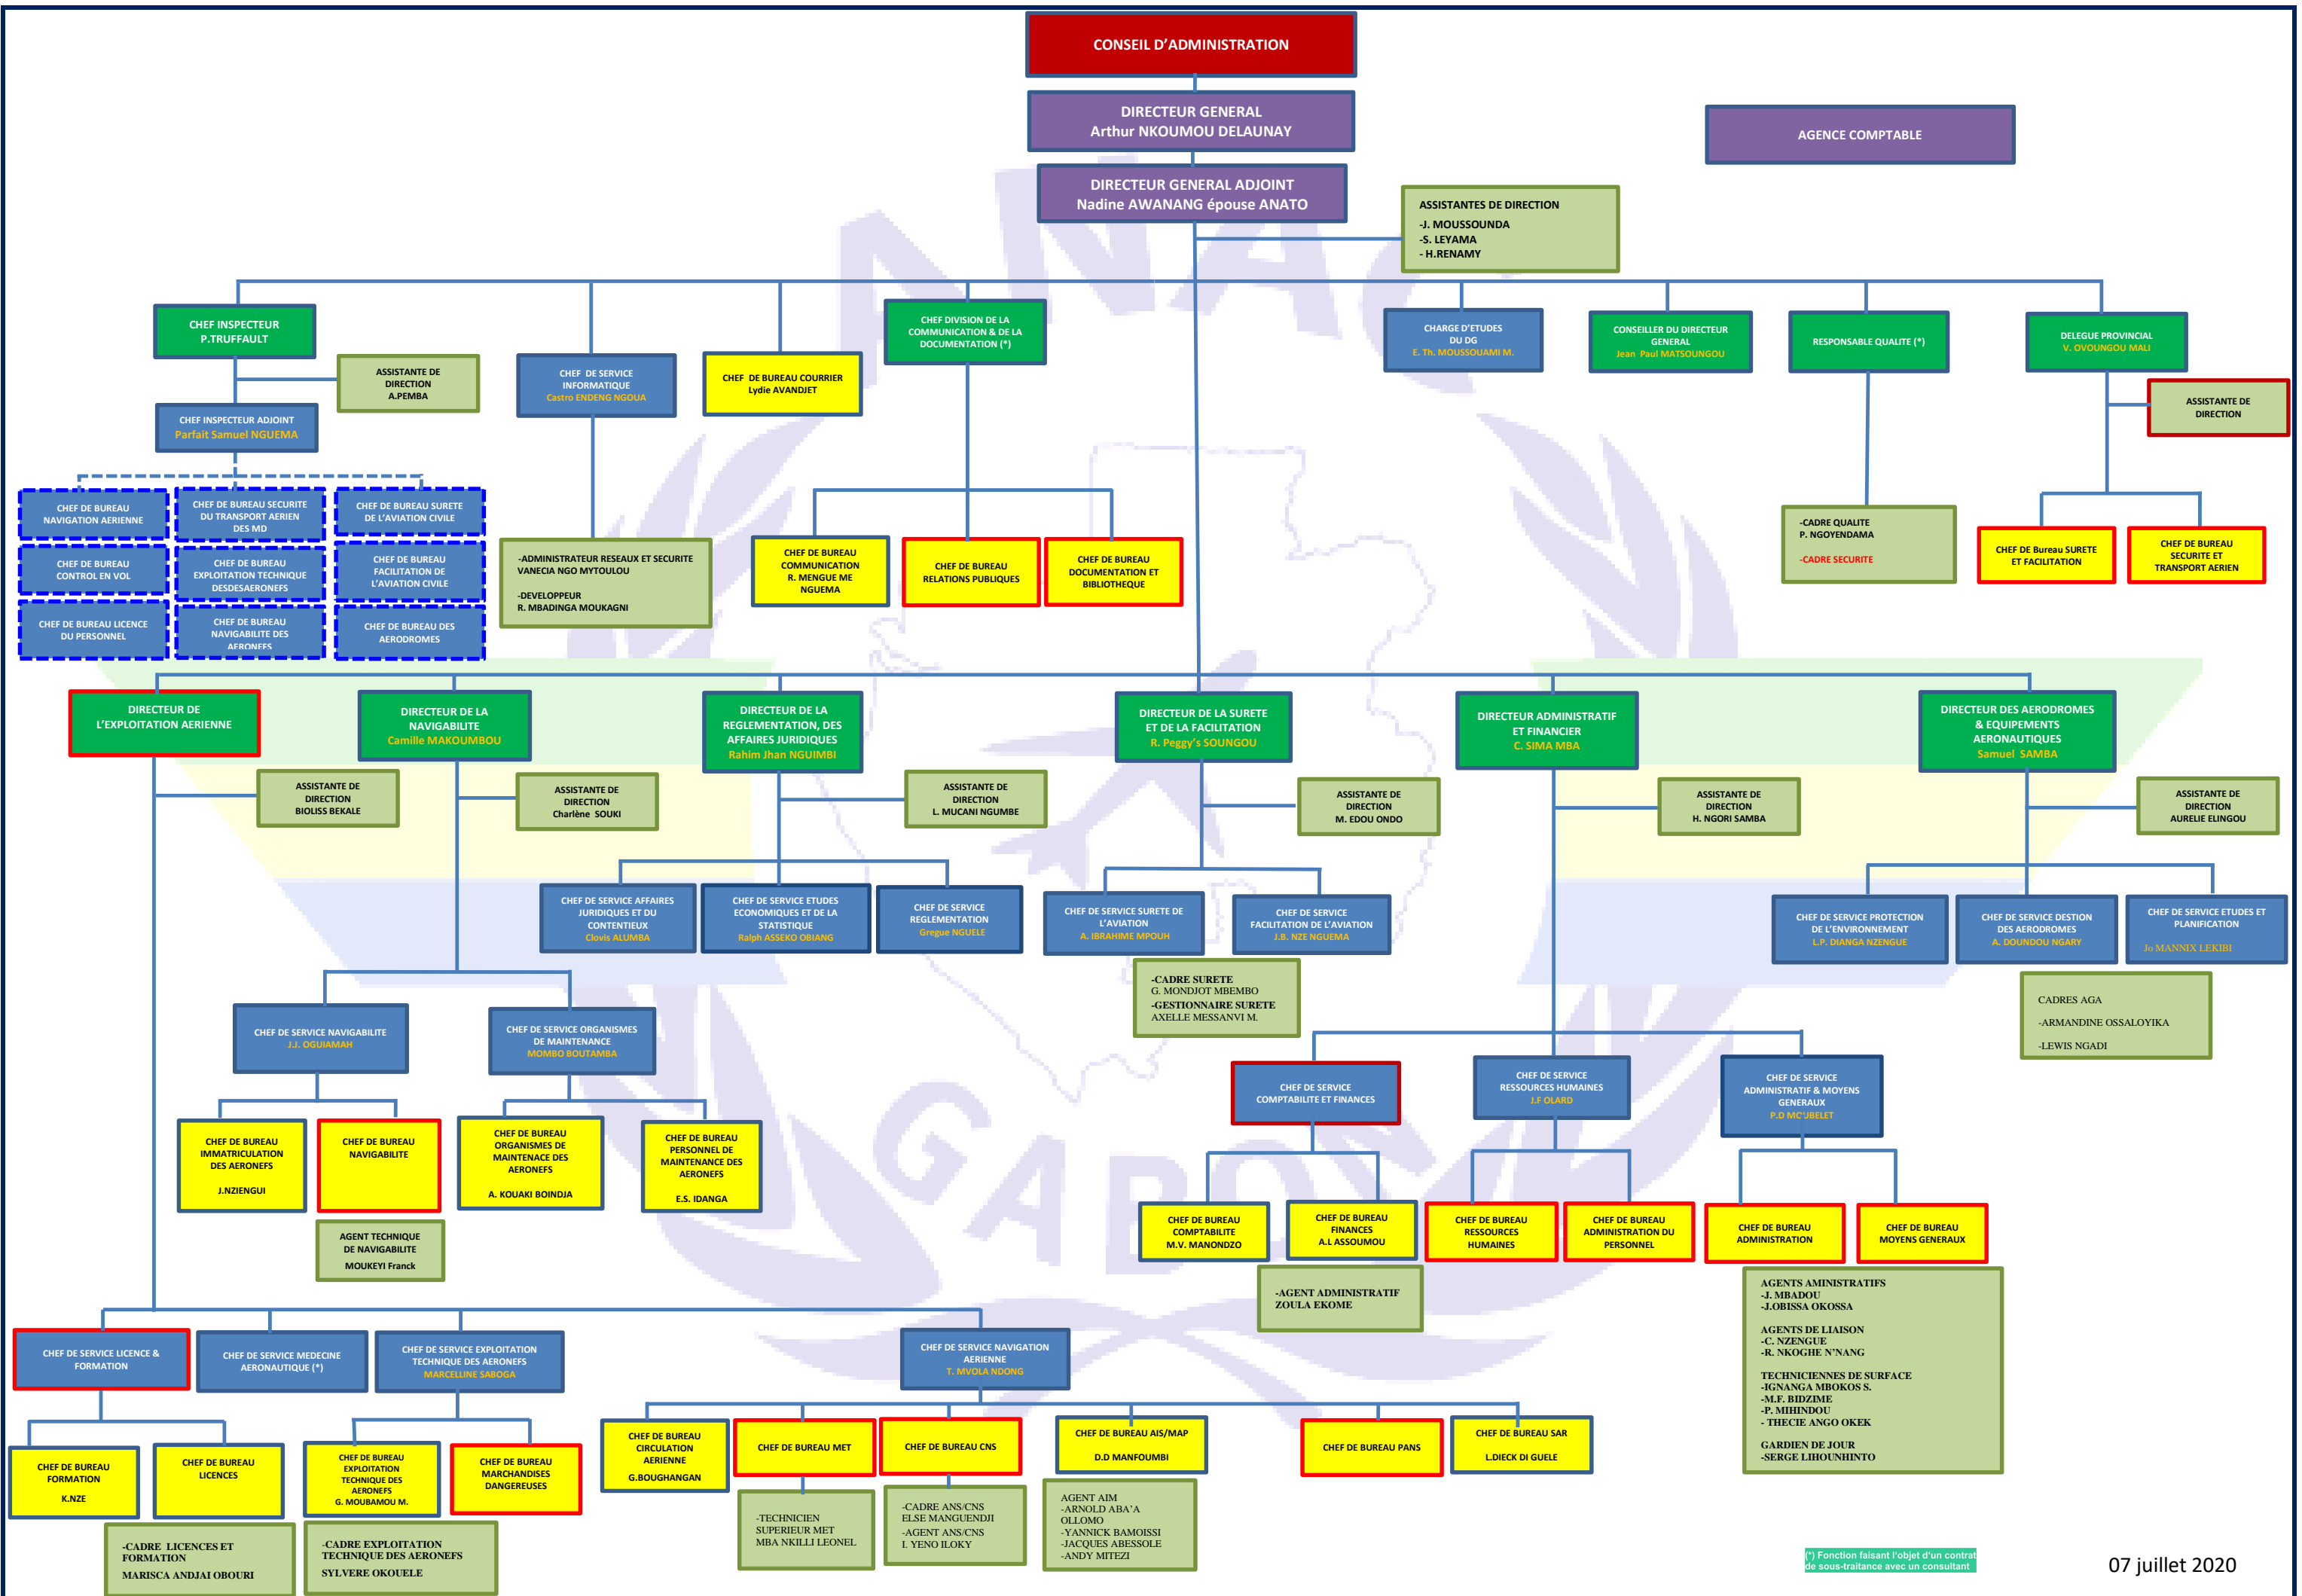 CONSEIL D'ADMINISTRATION
DIRECTEUR GENERAL
Arthur NKOUMOU DELAUNAY
AGENCE COMPTABLE
DIRECTEUR GENERAL ADJOINT
Nadine AWANANG épouse ANATO
ASSISTANTES DE DIRECTION
-J. MOUSSOUNDA
-S. LEYAMA
- H.RENAMY
ANAC
CHEF INSPECTEUR
P.TRUFFAULT
ASSISTANTE DE
DIRECTION
A.PEMBA
CHEF INSPECTEUR ADJOINT
Parfait Samuel NGUEMA
CHEF DE SERVICE
INFORMATIQUE
Castro ENDENG NGOUA
CHEF DE BUREAU COURRIER
Lydie AVANDJET
CHEF DIVISION DE LA
COMMUNICATION & DE LA
DOCUMENTATION (*)
CHARGE D'ETUDES
DU DG
E. Th. MOUSSOUAMI M.
CONSEILLER DU DIRECTEUR
GENERAL
Jean Paul MATSOUNGOU
RESPONSABLE QUALITE (*)
DELEGUE PROVINCIAL
V. OVOUNGOU MALI
ASSISTANTE DE
DIRECTION
CHEF DE BUREAU
NAVIGATION AERIENNE
CHEF DE BUREAU SECURITE
DU TRANSPORT AERIEN
DES MD
CHEF DE BUREAU SURETE
DE L'AVIATION CIVILE
CHEF DE BUREAU
CONTROL EN VOL
CHEF DE BUREAU
EXPLOITATION TECHNIQUE
DESDESAERONEFS
CHEF DE BUREAU
FACILITATION DE
L'AVIATION CIVILE
CHEF DE BUREAU LICENCE
DU PERSONNEL
CHEF DE BUREAU
NAVIGABILITE DES
AERONEFS
CHEF DE BUREAU DES
AERODROMES
-ADMINISTRATEUR RESEAUX ET SECURITE
VANECIA NGO MYTOULOU
-DEVELOPPEUR
R. MBADINGA MOUKAGNI
CHEF DE BUREAU
COMMUNICATION
R. MENGUE ME
NGUEMA
CHEF DE BUREAU
RELATIONS PUBLIQUES
CHEF DE BUREAU
DOCUMENTATION ET
BIBLIOTHEQUE
-CADRE QUALITE
P. NGOYENDAMA
-CADRE SECURITE
CHEF DE Bureau SURETE
ET FACILITATION
CHEF DE BUREAU
SECURITE ET
TRANSPORT AERIEN
DIRECTEUR DE
L'EXPLOITATION AERIENNE
DIRECTEUR DE LA
NAVIGABILITE
Camille MAKOUMBOU
DIRECTEUR DE LA
REGLEMENTATION, DES
AFFAIRES JURIDIQUES
Rahim Jhan NGUIMBI
DIRECTEUR DE LA SURETE
ET DE LA FACILITATION
R. Peggy's SOUNGOU
DIRECTEUR ADMINISTRATIF
ET FINANCIER
C. SIMA MBA
DIRECTEUR DES AERODROMES
& EQUIPEMENTS
AERONAUTIQUES
Samuel SAMBA
ASSISTANTE DE
DIRECTION
BIOLISS BEKALE
ASSISTANTE DE
DIRECTION
Charlène SOUKI
ASSISTANTE DE
DIRECTION
L. MUCANI NGUMBE
ASSISTANTE DE
DIRECTION
M. EDOU ONDO
ASSISTANTE DE
DIRECTION
H. NGORI SAMBA
ASSISTANTE DE
DIRECTION
AURELIE ELINGOU
CHEF DE SERVICE AFFAIRES
JURIDIQUES ET DU
CONTENTIEUX
Clovis ALUMBA
CHEF DE SERVICE ETUDES
ECONOMIQUES ET DE LA
STATISTIQUE
Ralph ASSEKO OBIANG
CHEF DE SERVICE
REGLEMENTATION
Gregue NGUELE
CHEF DE SERVICE SURETE DE
L'AVIATION
A. IBRAHIME MPOUH
CHEF DE SERVICE
FACILITATION DE L'AVIATION
J.B. NZE NGUEMA
CHEF DE SERVICE PROTECTION
DE L'ENVIRONNEMENT
L.P. DIANGA NZENGUE
CHEF DE SERVICE DESTION
DES AERODROMES
A. DOUNDOU NGARY
CHEF DE SERVICE ETUDES ET
PLANIFICATION
Jo MANNIX LEKIBI
-CADRE SURETE
G. MONDJOT MBEMBO
-GESTIONNAIRE SURETE
AXELLE MESSANVI M.
CADRES AGA
-ARMANDINE OSSALOYIKA
-LEWIS NGADI
CHEF DE SERVICE NAVIGABILITE
J.J. OGUIAMAH
CHEF DE SERVICE ORGANISMES
DE MAINTENANCE
MOMBO BOUTAMBA
CHEF DE SERVICE
COMPTABILITE ET FINANCES
CHEF DE SERVICE
RESSOURCES HUMAINES
J.F OLARD
CHEF DE SERVICE
ADMINISTRATIF & MOYENS
GENERAUX
P.D MOUBELET
CHEF DE BUREAU
IMMATRICULATION
DES AERONEFS
J.NZIENGUI
CHEF DE BUREAU
NAVIGABILITE
CHEF DE BUREAU
ORGANISMES DE
MAINTENACE DES
AERONEFS
A. KOUAKI BOINDJA
CHEF DE BUREAU
PERSONNEL DE
MAINTENANCE DES
AERONEFS
E.S. IDANGA
GABON
CHEF DE BUREAU
COMPTABILITE
M.V. MANONDZO
CHEF DE BUREAU
FINANCES
A.L ASSOUMOU
CHEF DE BUREAU
RESSOURCES
HUMAINES
CHEF DE BUREAU
ADMINISTRATION DU
PERSONNEL
CHEF DE BUREAU
ADMINISTRATION
CHEF DE BUREAU
MOYENS GENERAUX
AGENT TECHNIQUE
DE NAVIGABILITE
MOUKEYI Franck
-AGENT ADMINISTRATIF
ZOULA EKOME
AGENTS AMINISTRATIFS
-J. MBADOU
-J.OBISSA OKOSSA
AGENTS DE LIAISON
-C. NZENGUE
-R. NKOGHE N'NANG
TECHNICIENNES DE SURFACE
-IGNANGA MBOKOS S.
-M.F. BIDZIME
-P. MIHINDOU
- THECIE ANGO OKEK
GARDIEN DE JOUR
-SERGE LIHOUNHINTO
CHEF DE SERVICE LICENCE &
FORMATION
CHEF DE SERVICE MEDECINE
AERONAUTIQUE (*)
CHEF DE SERVICE EXPLOITATION
TECHNIQUE DES AERONEFS
MARCELLINE SABOGA
CHEF DE SERVICE NAVIGATION
AERIENNE
T. MVOLA NDONG
CHEF DE BUREAU
FORMATION
K.NZE
CHEF DE BUREAU
LICENCES
CHEF DE BUREAU
EXPLOITATION
TECHNIQUE DES
AERONEFS
G. MOUBAMOU M.
CHEF DE BUREAU
MARCHANDISES
DANGEREUSES
CHEF DE BUREAU
CIRCULATION
AERIENNE
G.BOUGHANGAN
CHEF DE BUREAU MET
CHEF DE BUREAU CNS
CHEF DE BUREAU AIS/MAP
D.D MANFOUMBI
CHEF DE BUREAU PANS
CHEF DE BUREAU SAR
L.DIECK DI GUELE
-CADRE LICENCES ET
FORMATION
MARISCA ANDJAI OBOURI
-CADRE EXPLOITATION
TECHNIQUE DES AERONEFS
SYLVERE OKOUELE
-TECHNICIEN
SUPERIEUR MET
MBA NKILLI LEONEL
-CADRE ANS/CNS
ELSE MANGUENDJI
-AGENT ANS/CNS
I. YENO ILOKY
AGENT AIM
-ARNOLD ABA'A
OLLOMO
-YANNICK BAMOISSI
-JACQUES ABESSOLE
-ANDY MITEZI
(*) Fonction faisant l'objet d'un contrat
de sous-traitance avec un consultant
07 juillet 2020